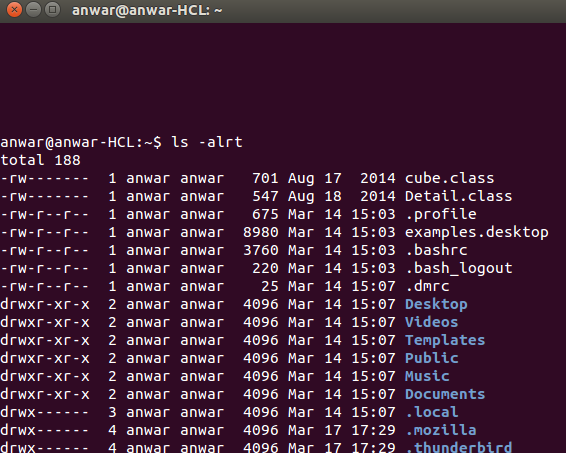 anwar@anwar-HCL: ~
anwar@anwar-HCL:~$ ls -alrt
total 188
-rw-------  1 anwar anwar   701 Aug 17  2014 cube.class
-rw-------  1 anwar anwar   547 Aug 18  2014 Detail.class
-rw-r--r--  1 anwar anwar   675 Mar 14 15:03 .profile
-rw-r--r--  1 anwar anwar  8980 Mar 14 15:03 examples.desktop
-rw-r--r--  1 anwar anwar  3760 Mar 14 15:03 .bashrc
-rw-r--r--  1 anwar anwar   220 Mar 14 15:03 .bash_logout
-rw-r--r--  1 anwar anwar    25 Mar 14 15:07 .dmrc
drwxr-xr-x  2 anwar anwar  4096 Mar 14 15:07 Desktop
drwxr-xr-x  2 anwar anwar  4096 Mar 14 15:07 Videos
drwxr-xr-x  2 anwar anwar  4096 Mar 14 15:07 Templates
drwxr-xr-x  2 anwar anwar  4096 Mar 14 15:07 Public
drwxr-xr-x  2 anwar anwar  4096 Mar 14 15:07 Music
drwxr-xr-x  2 anwar anwar  4096 Mar 14 15:07 Documents
drwx------  3 anwar anwar  4096 Mar 14 15:07 .local
drwx------  4 anwar anwar  4096 Mar 17 17:29 .mozilla
drwx------  4 anwar anwar  4096 Mar 17 17:29 .thunderbird